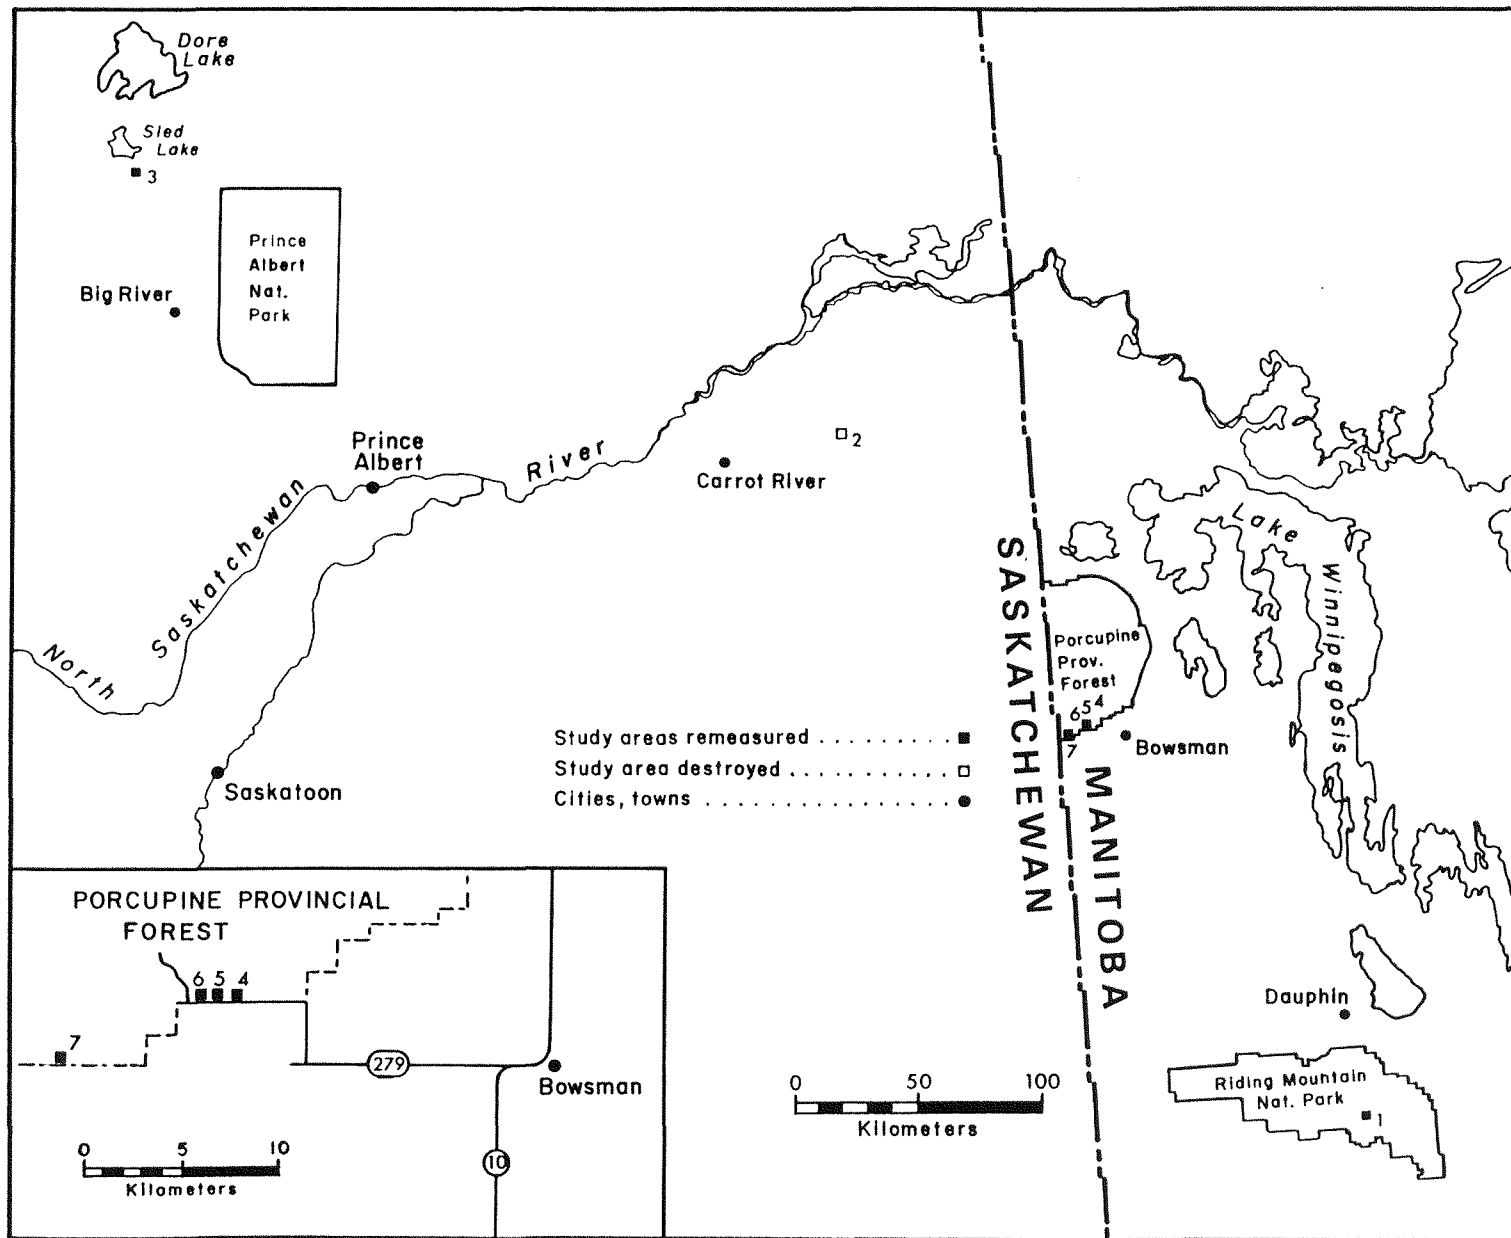 Dore
Lake
Sled
Lake
3
Prince
Albert
Nat.
Park
Big River
Prince
Albert
North Saskatchewan River
2
Carrot River
Lake Winnipegosis
SASKATCHEWAN
MANITOBA
Porcupine
Prov.
Forest
6 5 4
7
Bowsman
Study areas remeasured . . . . . . . . . ■
Study area destroyed . . . . . . . . . . . □
Cities, towns . . . . . . . . . . . . . . . . . ●
Saskatoon
PORCUPINE PROVINCIAL
FOREST
6 5 4
7
279
Bowsman
10
0 5 10
Kilometers
0 50 100
Kilometers
Dauphin
Riding Mountain
Nat. Park
1